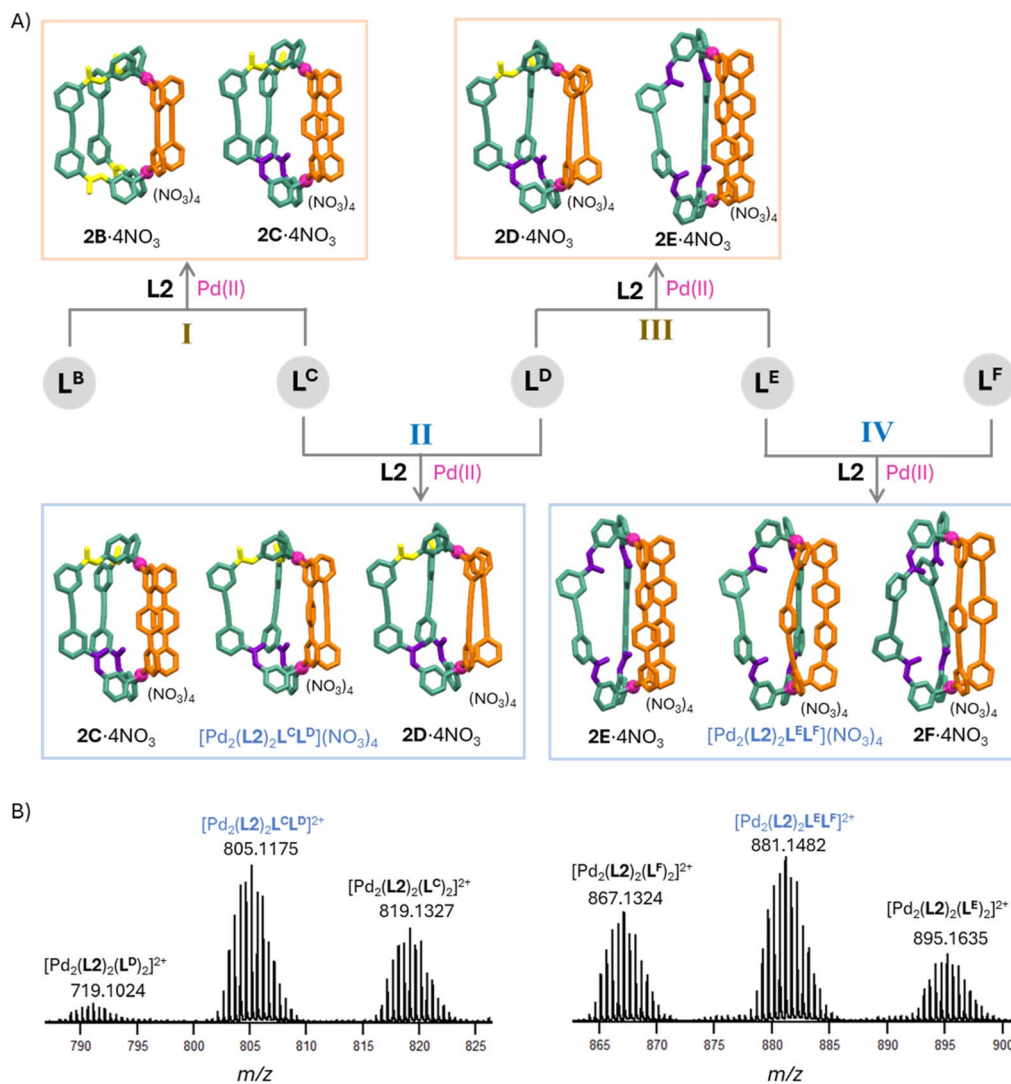 A)
(NO₃)₄ (NO₃)₄ (NO₃)₄ (NO₃)₄
2B·4NO₃ 2C·4NO₃ 2D·4NO₃ 2E·4NO₃
L2 Pd(II) L2 Pd(II)
I III
Lᴮ Lᶜ Lᴰ Lᴱ Lᶠ
II IV
L2 Pd(II) L2 Pd(II)
(NO₃)₄ (NO₃)₄ (NO₃)₄ (NO₃)₄ (NO₃)₄ (NO₃)₄
2C·4NO₃ [Pd₂(L2)₂LᶜLᴰ](NO₃)₄ 2D·4NO₃ 2E·4NO₃ [Pd₂(L2)₂LᴱLᶠ](NO₃)₄ 2F·4NO₃
B)
[Pd₂(L2)₂LᶜLᴰ]²⁺
805.1175
[Pd₂(L2)₂(Lᶜ)₂]²⁺
819.1327
[Pd₂(L2)₂(Lᴰ)₂]²⁺
719.1024
790 795 800 805 810 815 820 825
m/z
[Pd₂(L2)₂LᴱLᶠ]²⁺
881.1482
[Pd₂(L2)₂(Lᶠ)₂]²⁺
867.1324
[Pd₂(L2)₂(Lᴱ)₂]²⁺
895.1635
865 870 875 880 885 890 895 900
m/z